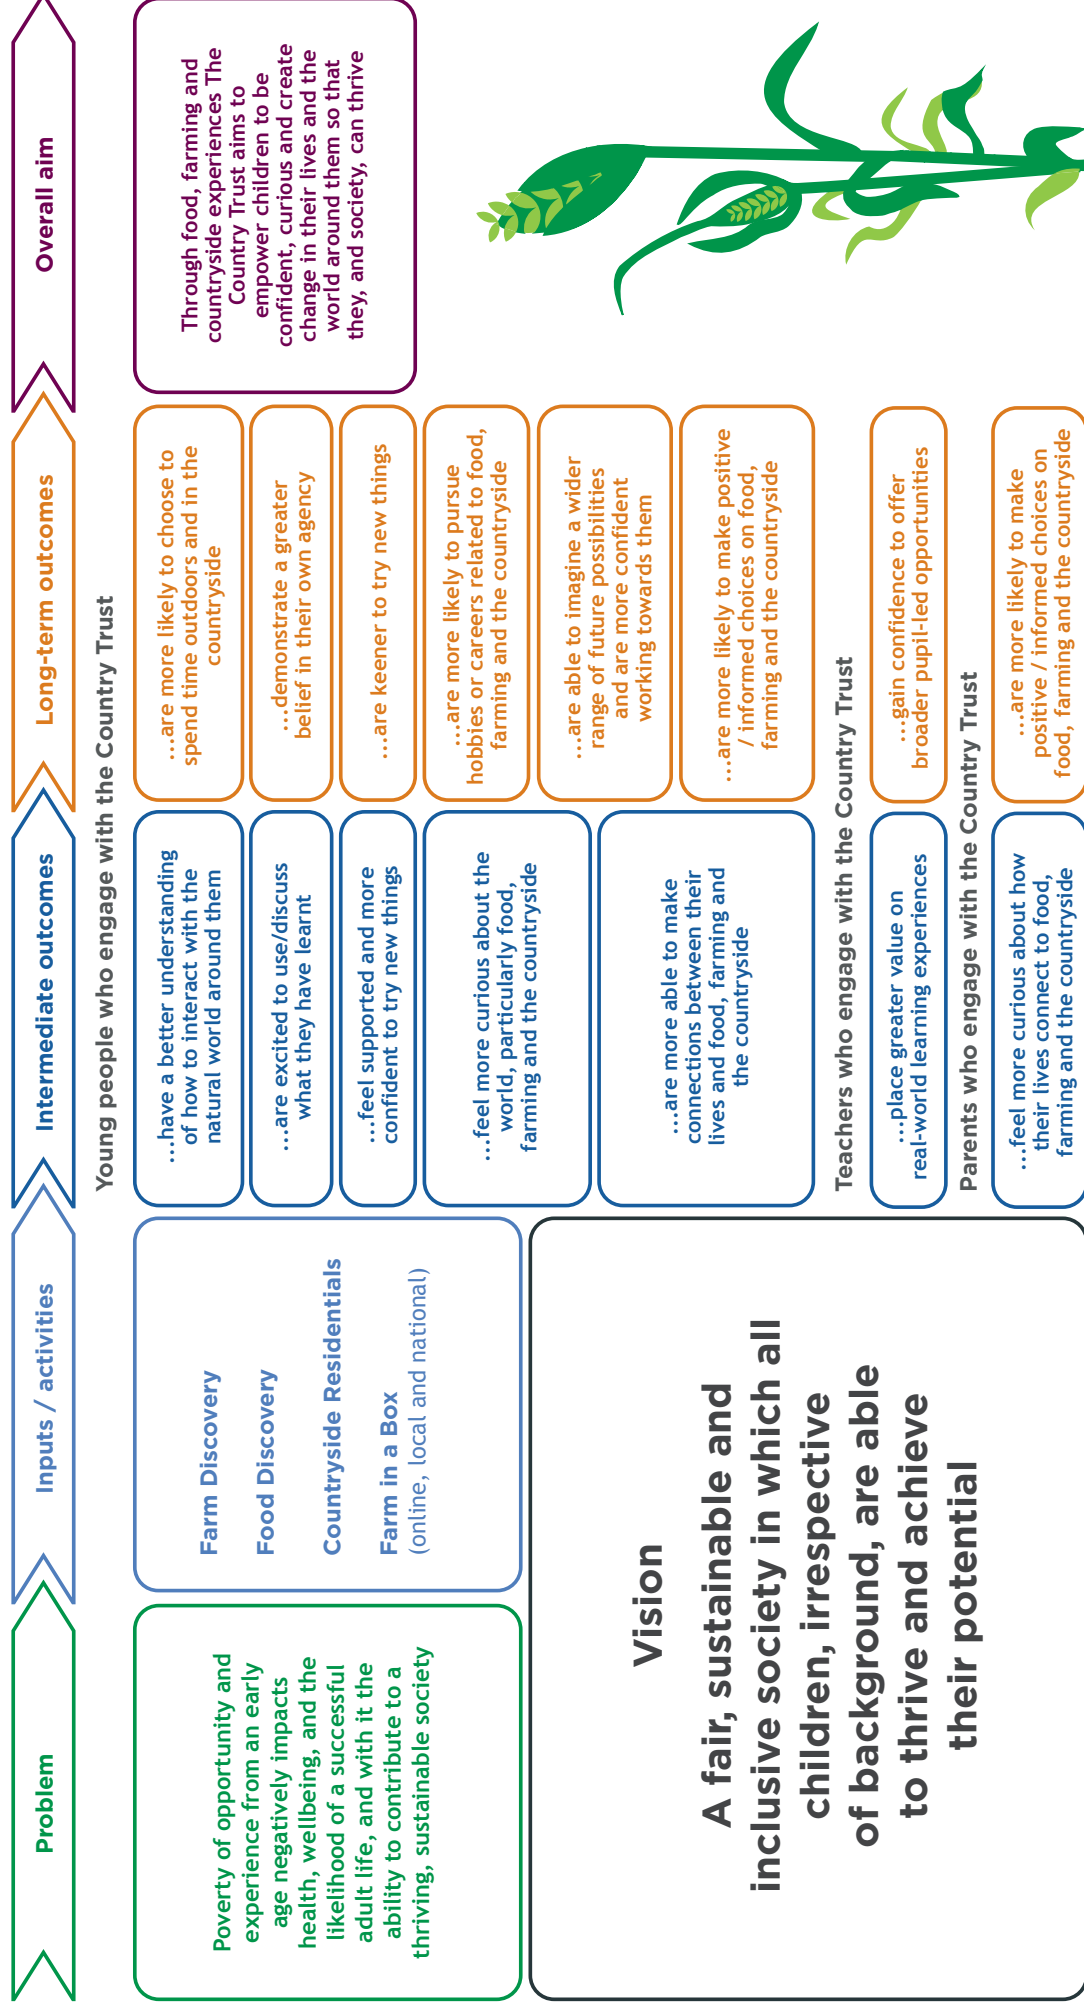 Problem
Inputs / activities
Intermediate outcomes
Long-term outcomes
Overall aim
Poverty of opportunity and
experience from an early
age negatively impacts
health, wellbeing, and the
likelihood of a successful
adult life, and with it the
ability to contribute to a
thriving, sustainable society
Farm Discovery
Food Discovery
Countryside Residentials
Farm in a Box
(online, local and national)
Vision
A fair, sustainable and
inclusive society in which all
children, irrespective
of background, are able
to thrive and achieve
their potential
Young people who engage with the Country Trust
...have a better understanding
of how to interact with the
natural world around them
...are more likely to choose to
spend time outdoors and in the
countryside
...are excited to use/discuss
what they have learnt
...demonstrate a greater
belief in their own agency
...feel supported and more
confident to try new things
...are keener to try new things
...feel more curious about the
world, particularly food,
farming and the countryside
...are more likely to pursue
hobbies or careers related to food,
farming and the countryside
...are more able to make
connections between their
lives and food, farming and
the countryside
...are able to imagine a wider
range of future possibilities
and are more confident
working towards them
...are more likely to make positive
/ informed choices on food,
farming and the countryside
Teachers who engage with the Country Trust
...place greater value on
real-world learning experiences
...gain confidence to offer
broader pupil-led opportunities
Parents who engage with the Country Trust
...feel more curious about how
their lives connect to food,
farming and the countryside
...are more likely to make
positive / informed choices on
food, farming and the countryside
Through food, farming and
countryside experiences The
Country Trust aims to
empower children to be
confident, curious and create
change in their lives and the
world around them so that
they, and society, can thrive